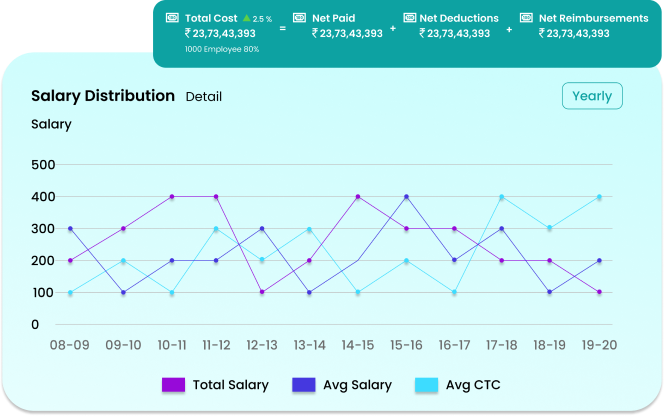 Total Cost ▲ 2.5 % = Net Paid + Net Deductions + Net Reimbursements
₹ 23,73,43,393 ₹ 23,73,43,393 ₹ 23,73,43,393 ₹ 23,73,43,393
1000 Employee 80%
Salary Distribution Detail Yearly
Salary
500
400
300
200
100
0
08-09 09-10 10-11 11-12 12-13 13-14 14-15 15-16 16-17 17-18 18-19 19-20
Total Salary Avg Salary Avg CTC